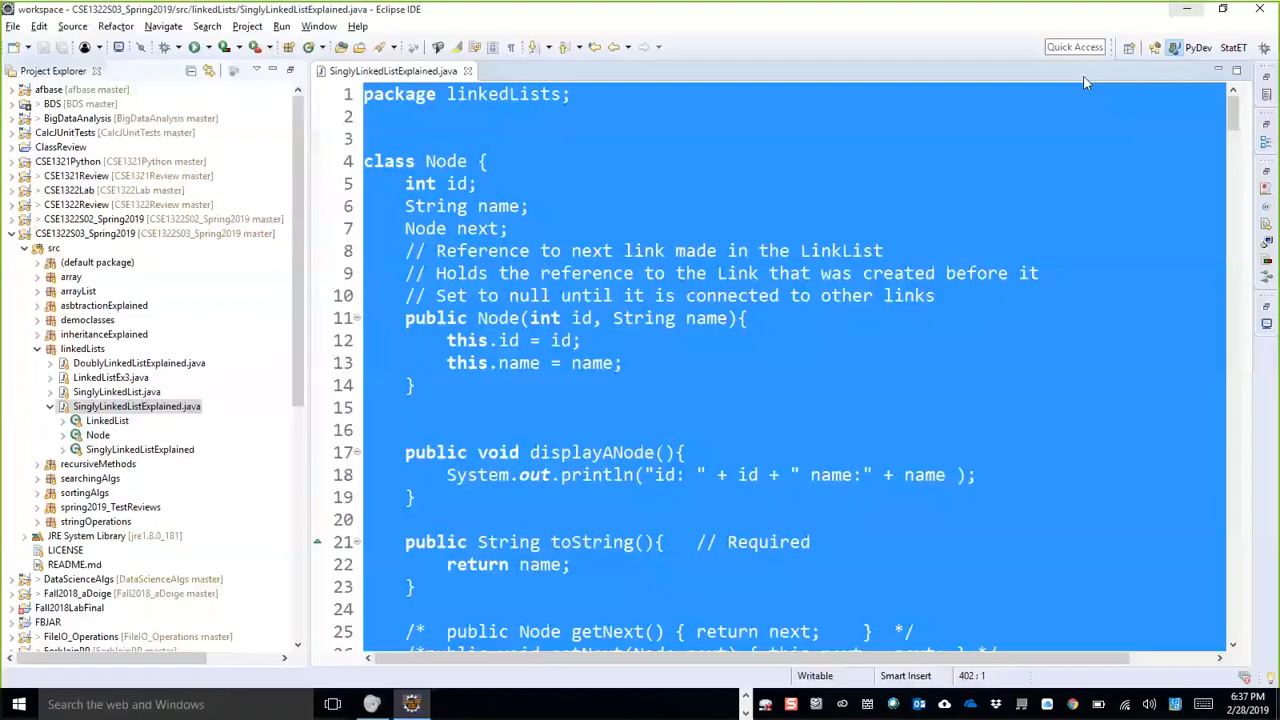 workspace - CSE1322S03_Spring2019/src/linkedLists/SinglyLinkedListExplained.java - Eclipse IDE
File Edit Source Refactor Navigate Search Project Run Window Help
Quick Access
PyDev
StatET
Project Explorer
SinglyLinkedListExplained.java
afbase [afbase master]
> BDS [BDS master]
> BigDataAnalysis [BigDataAnalysis master]
CalcJUnitTests [CalcJUnitTests master]
ClassReview
CSE1321Python [CSE1321Python master]
> CSE1321Review [CSE1321Review master]
> CSE1322Lab [CSE1322Lab master]
> CSE1322Review [CSE1322Review master]
> CSE1322S02_Spring2019 [CSE1322S02_Spring2019 master]
CSE1322S03_Spring2019 [CSE1322S03_Spring2019 master]
src
(default package)
array
arrayList
asbtractionExplained
democlasses
inheritanceExplained
linkedLists
DoublyLinkedListExplained.java
LinkedListEx3.java
SinglyLinkedList.java
SinglyLinkedListExplained.java
LinkedList
Node
SinglyLinkedListExplained
recursiveMethods
searchingAlgs
sortingAlgs
spring2019_TestReviews
stringOperations
JRE System Library [jre1.8.0_181]
LICENSE
README.md
> DataScienceAlgs [DataScienceAlgs master]
> Fall2018_aDoige [Fall2018_aDoige master]
Fall2018LabFinal
FBJAR
> FileIO_Operations [FileIO_Operations master]
1 package linkedLists;
2
3
4 class Node {
5 int id;
6 String name;
7 Node next;
8 // Reference to next link made in the LinkList
9 // Holds the reference to the Link that was created before it
10 // Set to null until it is connected to other links
11 public Node(int id, String name){
12 this.id = id;
13 this.name = name;
14 }
15
16
17 public void displayANode(){
18 System.out.println("id: " + id + " name:" + name );
19 }
20
21 public String toString(){ // Required
22 return name;
23 }
24
25 /* public Node getNext() { return next; } */
Writable
Smart Insert
402 : 1
Search the web and Windows
6:37 PM
2/28/2019